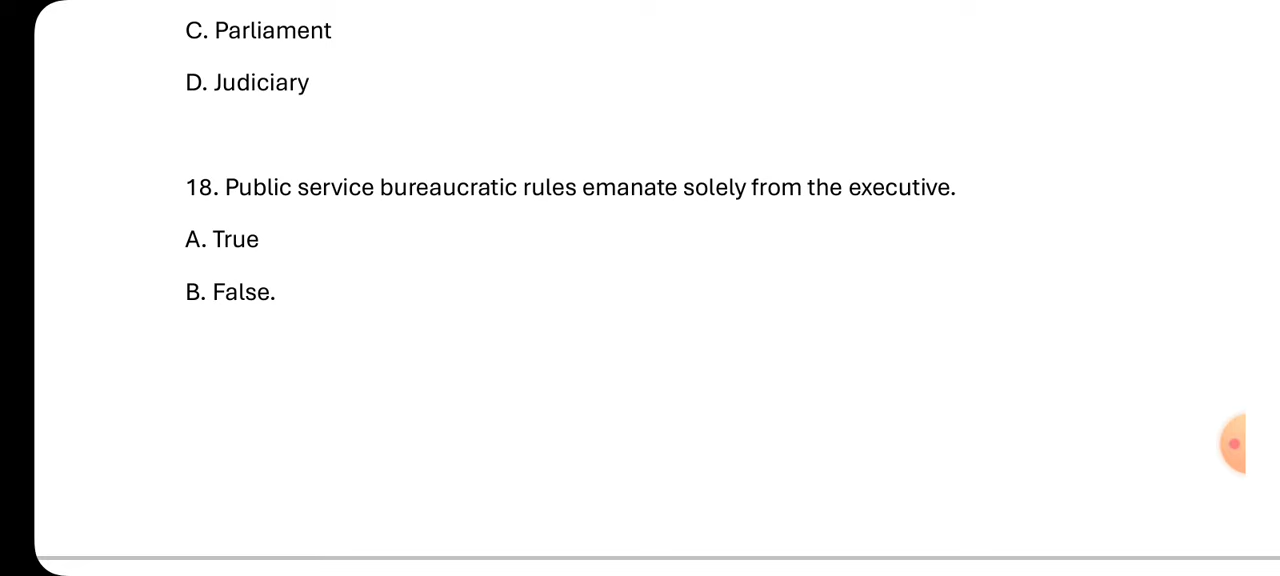 C. Parliament
D. Judiciary
18. Public service bureaucratic rules emanate solely from the executive.
A. True
B. False.